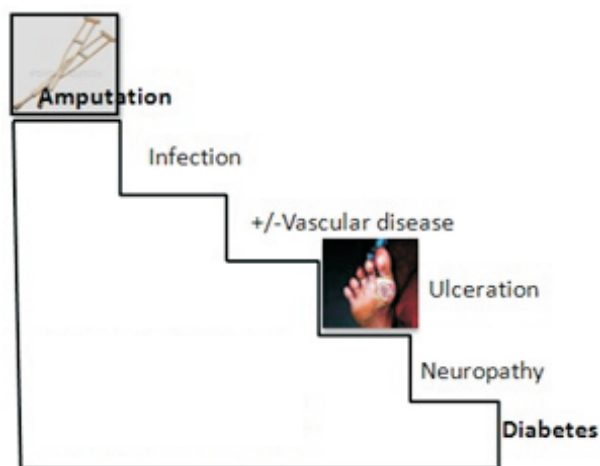 Amputation
Infection
+/-Vascular disease
Ulceration
Neuropathy
Diabetes